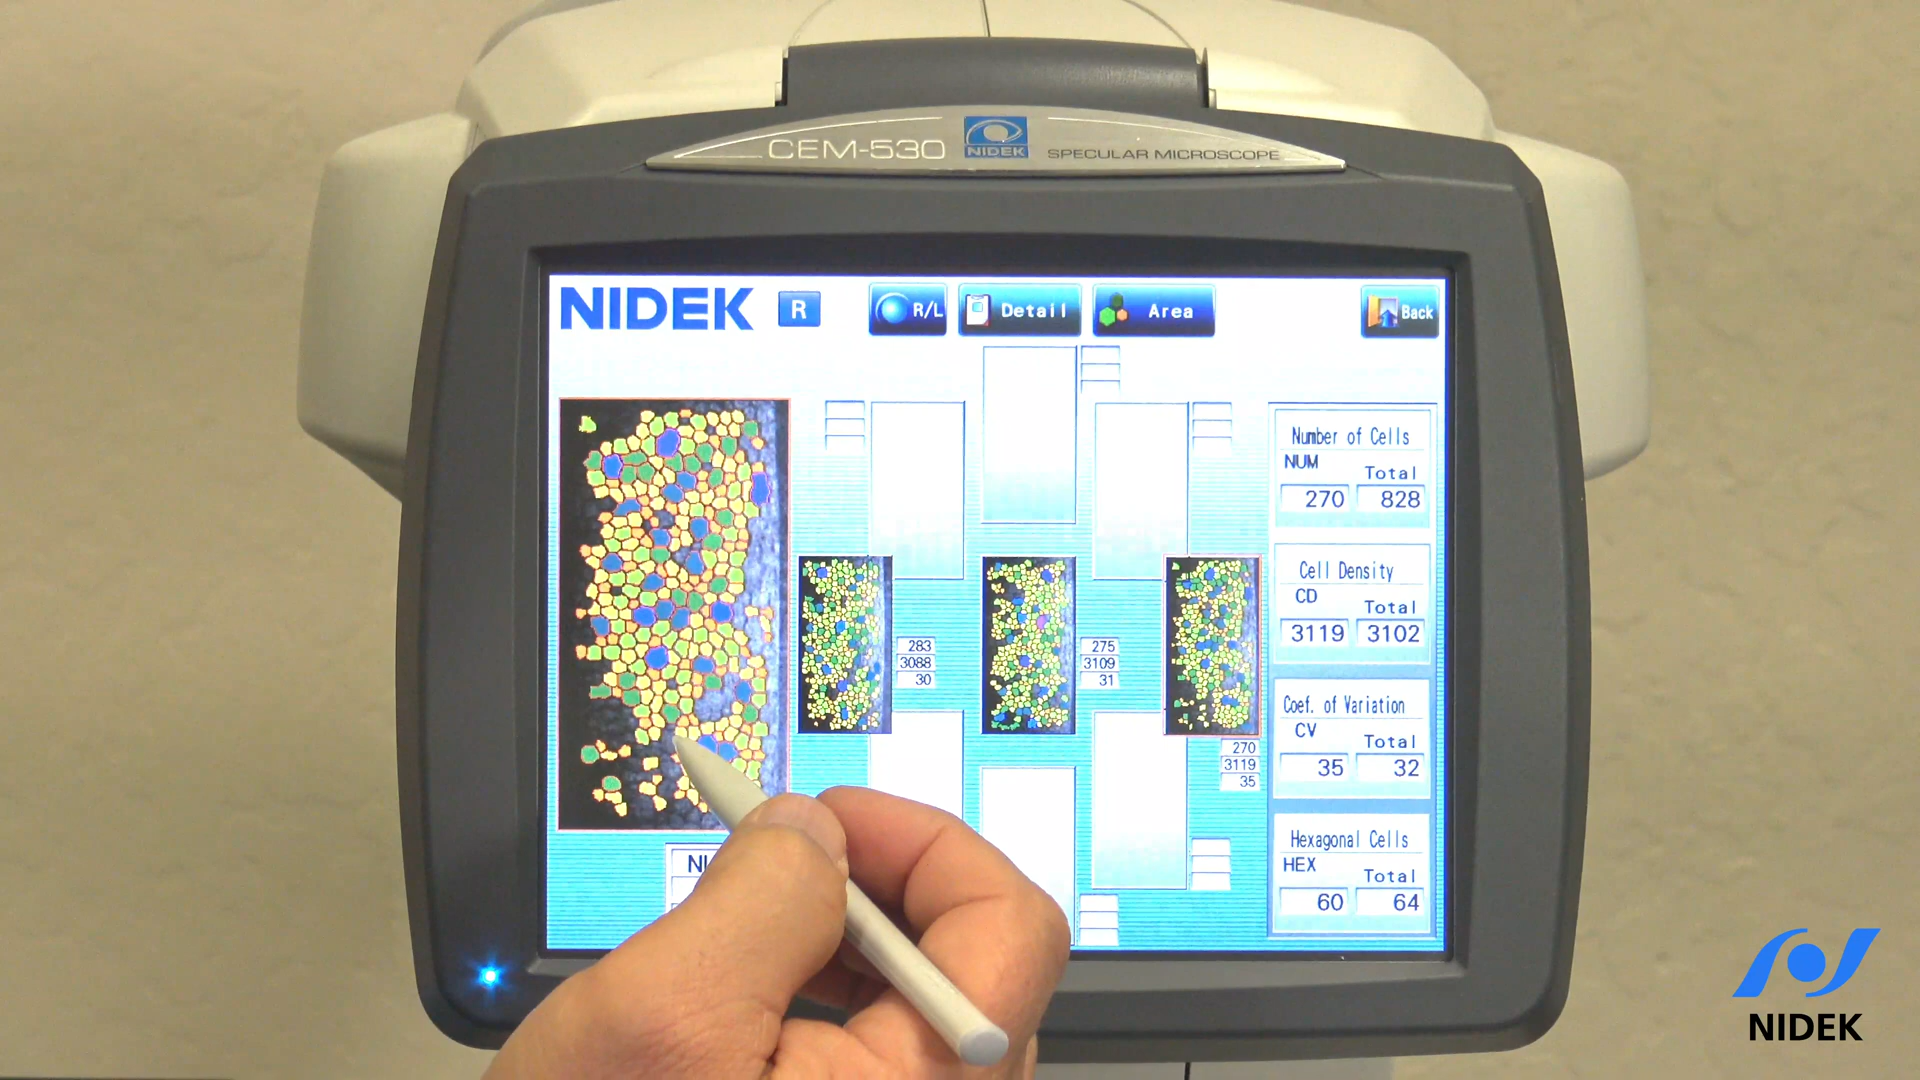 CEM-530 NIDEK SPECULAR MICROSCOPE
NIDEK R R/L Detail Area Back
Number of Cells
NUM Total
270 828
Cell Density
CD Total
3119 3102
Coef. of Variation
CV Total
35 32
Hexagonal Cells
HEX Total
60 64
283
3088
30
275
3109
31
270
3119
35
NIDEK